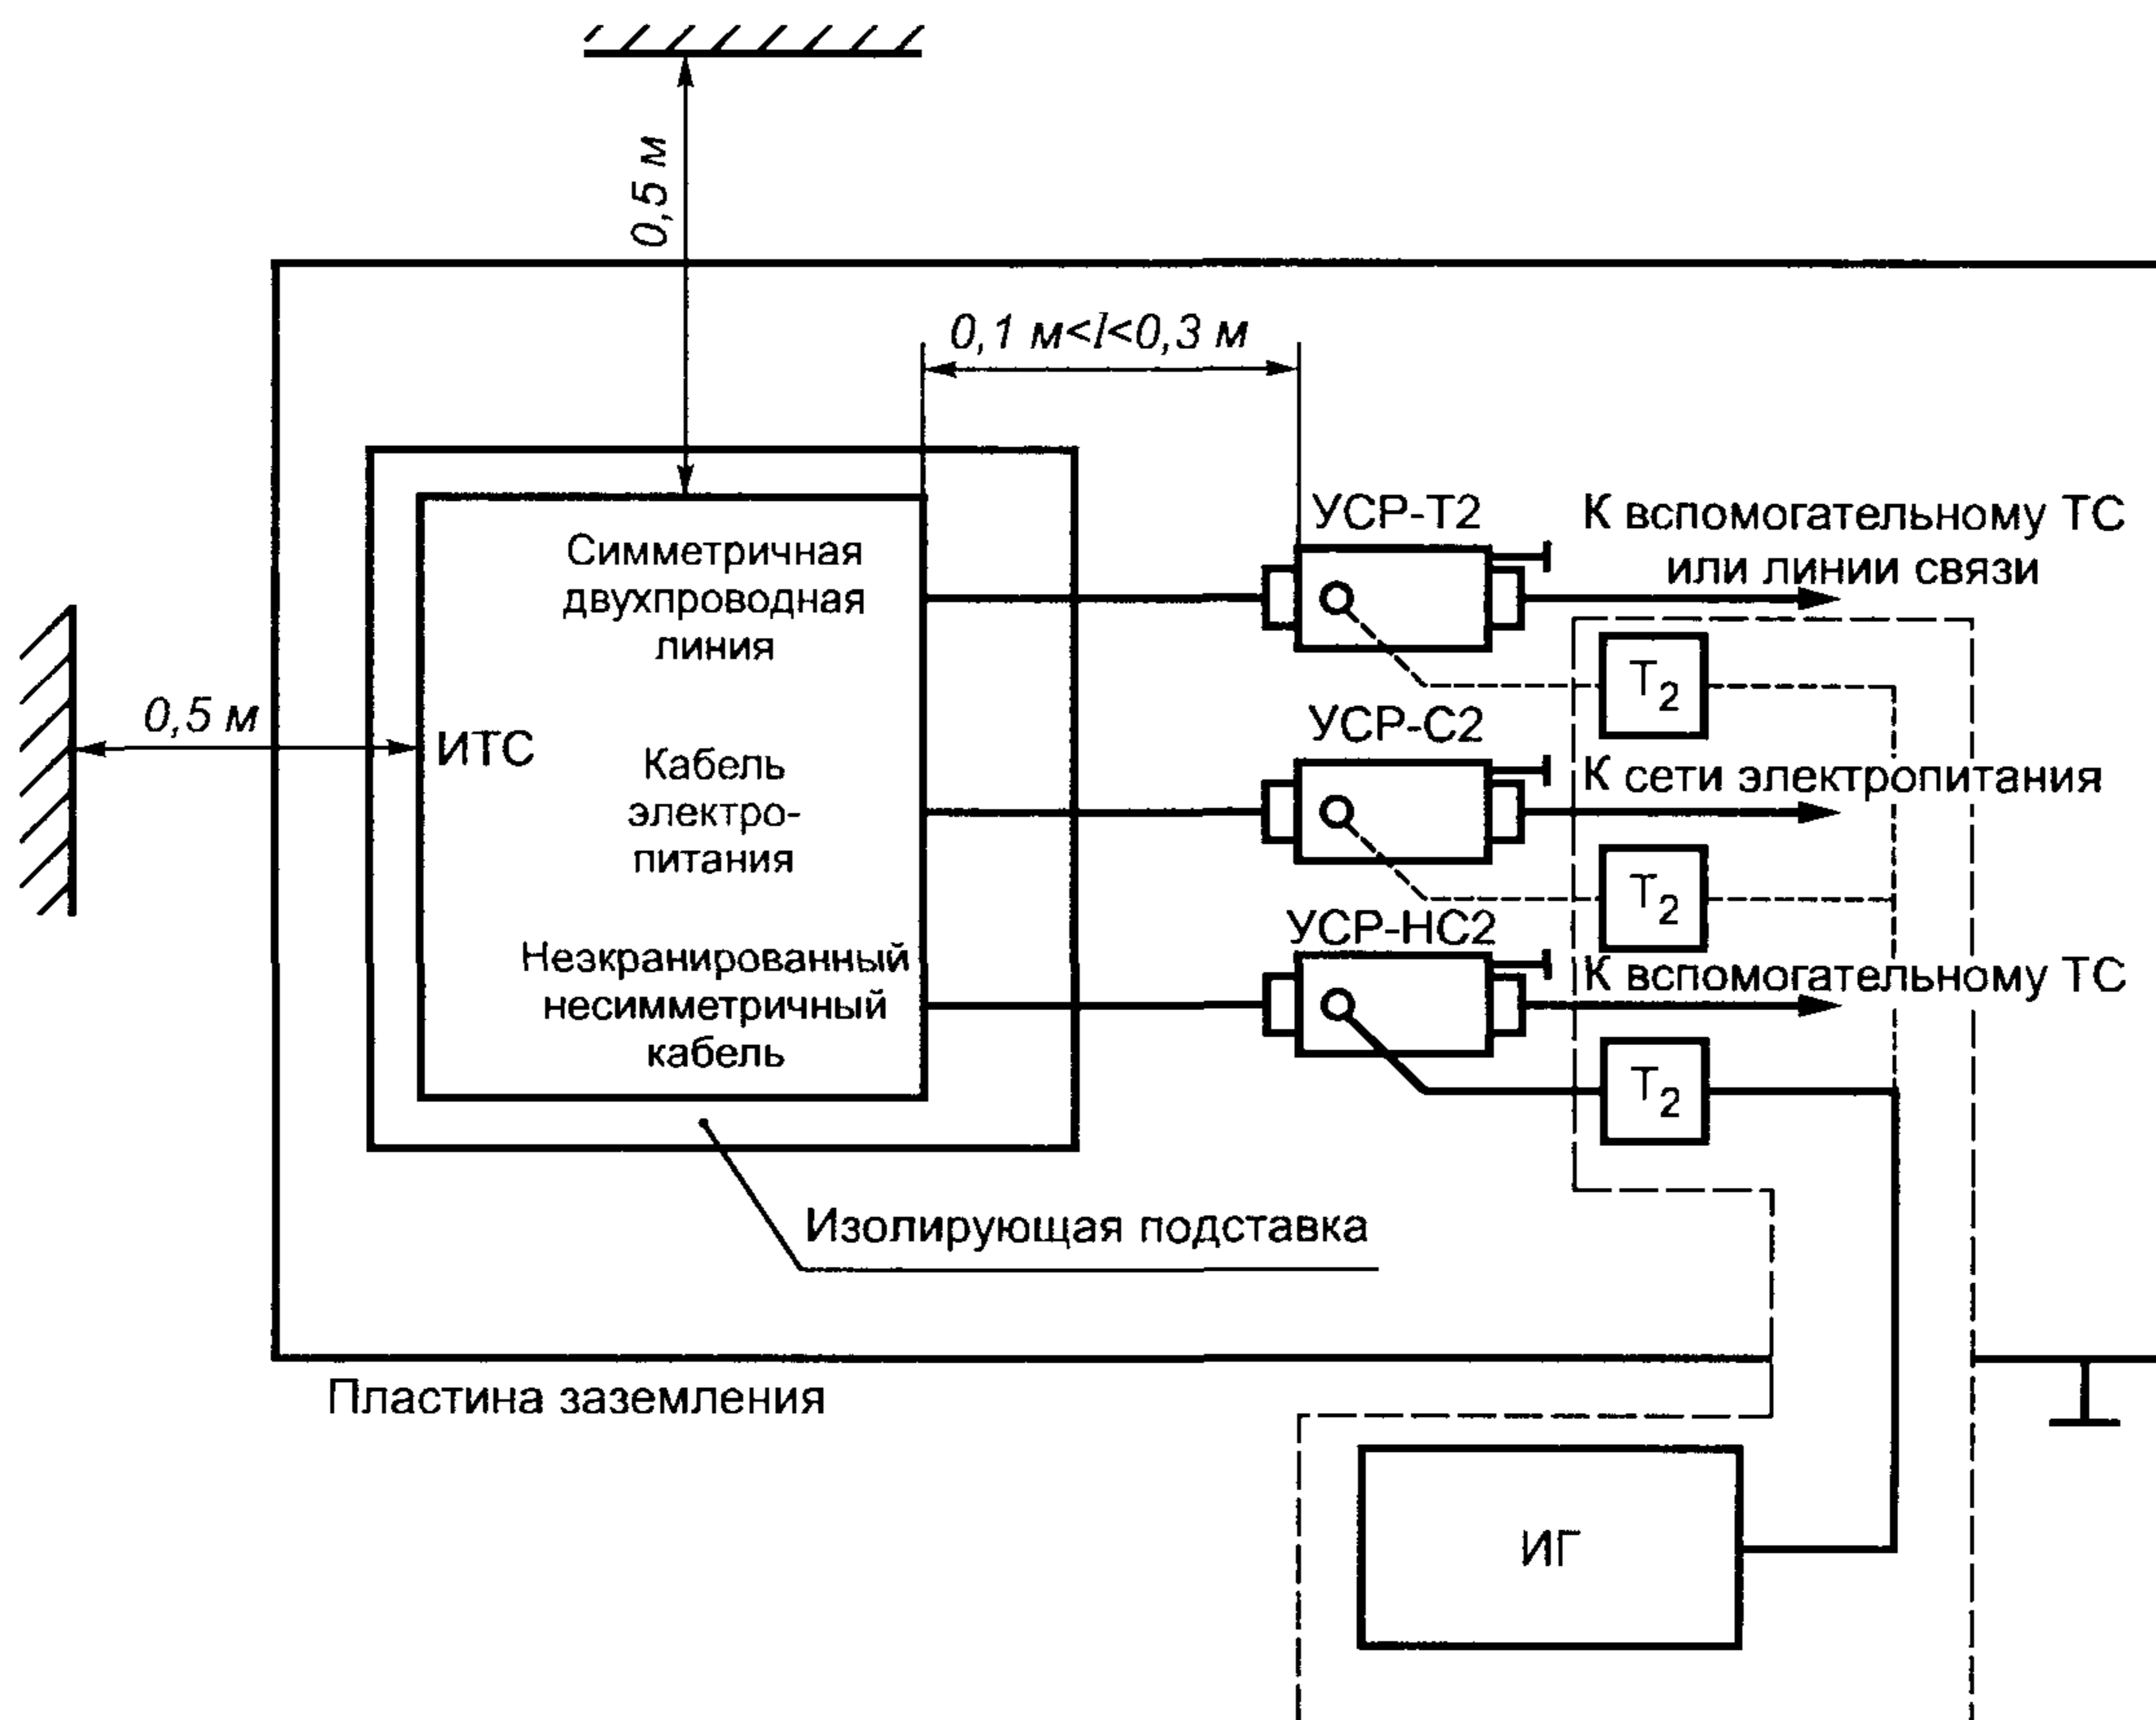 0,5 м
0,1 м<l<0,3 м
УСР-Т2
К вспомогательному ТС
или линии связи
Симметричная
двухпроводная
линия
T2
0,5 м
ИТС
УСР-С2
К сети электропитания
Кабель
электро-
питания
T2
УСР-НС2
К вспомогательному ТС
Незкранированный
несимметричный
кабель
T2
Изолирующая подставка
Пластина заземления
ИГ